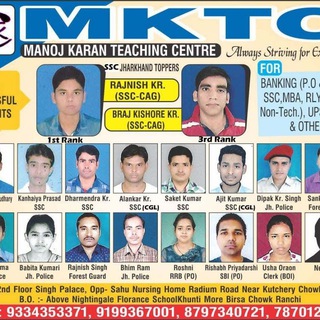 MKTC
MANOJ KARAN TEACHING CENTRE
Always Striving for
SSC JHARKHAND TOPPERS
RAJNISH KR.
(SSC-CAG)
BRAJ KISHORE KR.
(SSC-CAG)
1st Rank
3rd Rank
FOR
BANKING (P.O &
SSC,MBA, RLY
Non-Tech.), UPS
& OTHE
Kanhaiya Prasad
SSC
Dharmendra Kr.
SSC
Alankar Kr.
SSC (CGL)
Saket Kumar
SSC
Ajit Kumar
SSC (CGL)
Dipak Kr. Singh
Jh. Police
Babita Kumari
Jh. Police
Rajnish Singh
Forest Guard
Bhim Ram
Jh. Police
Roshni
RRB (PO)
Rishabh Priyadarshi
SBI (PO)
Usha Oraon
Clerk (BOI)
2nd Floor Singh Palace, Opp- Sahu Nursing Home Radium Road Near Kutchery Chowk
B.O. :- Above Nightingale Florance SchoolKhunti More Birsa Chowk Ranchi
: 9334353371, 9199367001, 8797340721, 787012